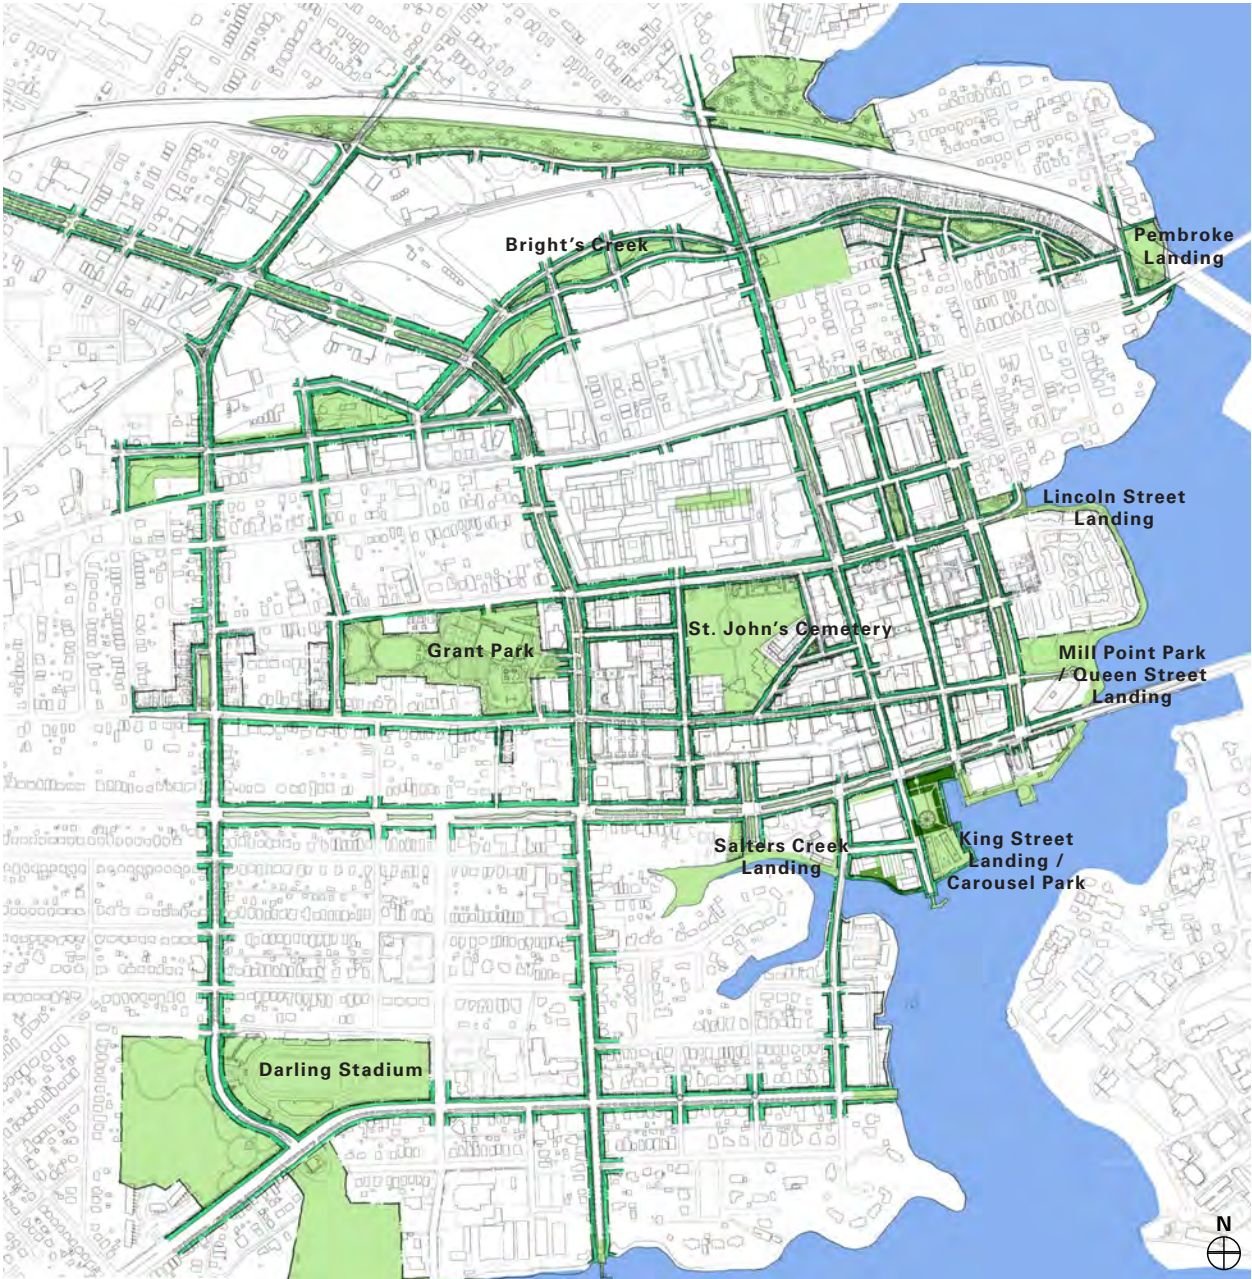 Bright's Creek
Pembroke
Landing
Lincoln Street
Landing
St. John's Cemetery
Grant Park
Mill Point Park
/ Queen Street
Landing
Salters Creek
Landing
King Street
Landing /
Carousel Park
Darling Stadium
N